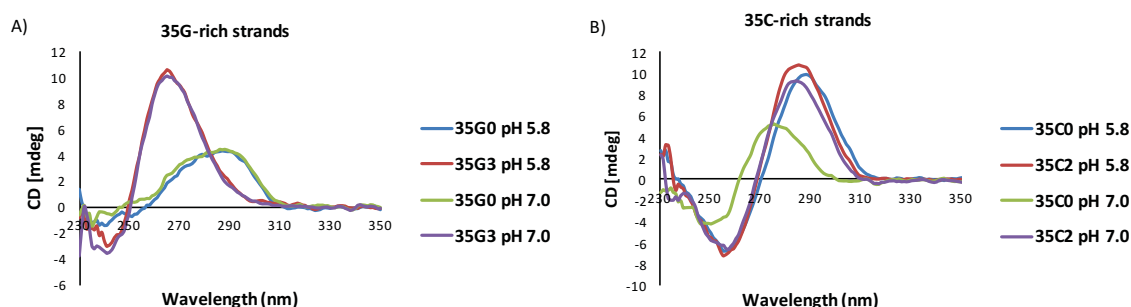 A)
35G-rich strands
CD [mdeg]
12
10
8
6
4
2
0
-2
-4
-6
230
250
270
290
310
330
350
Wavelength (nm)
35G0 pH 5.8
35G3 pH 5.8
35G0 pH 7.0
35G3 pH 7.0
B)
35C-rich strands
CD [mdeg]
12
10
8
6
4
2
0
-2
-4
-6
-8
-10
230
250
270
290
310
330
350
Wavelength (nm)
35C0 pH 5.8
35C2 pH 5.8
35C0 pH 7.0
35C2 pH 7.0